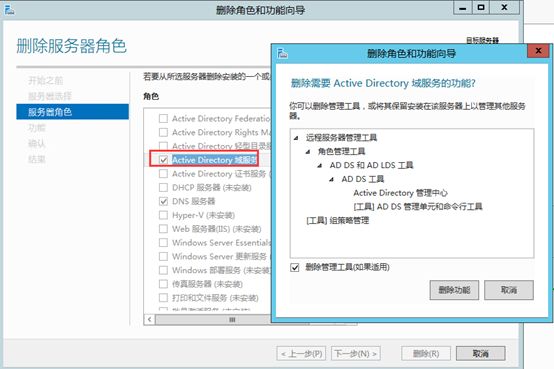 删除角色和功能向导
删除服务器角色
目标服务器
开始之前
服务器选择
服务器角色
功能
确认
结果
若要从所选服务器删除安装的一个或
角色
Active Directory Federation
Active Directory Rights Ma
Active Directory 轻型目录服
Active Directory 域服务
Active Directory 证书服务 (
DHCP 服务器 (未安装)
DNS 服务器
Hyper-V (未安装)
Web 服务器(IIS) (未安装)
Windows Server Essentials
Windows Server 更新服务 (
Windows 部署服务 (未安装)
传真服务器 (未安装)
打印和文件服务 (未安装)
< 上一步(P)
下一步(N) >
删除(R)
取消
删除角色和功能向导
删除需要 Active Directory 域服务的功能?
你可以删除管理工具，或将其保留安装在该服务器上以管理其他服务
器。
远程服务器管理工具
角色管理工具
AD DS 和 AD LDS 工具
AD DS 工具
Active Directory 管理中心
[工具] AD DS 管理单元和命令行工具
[工具] 组策略管理
删除管理工具(如果适用)
删除功能
取消